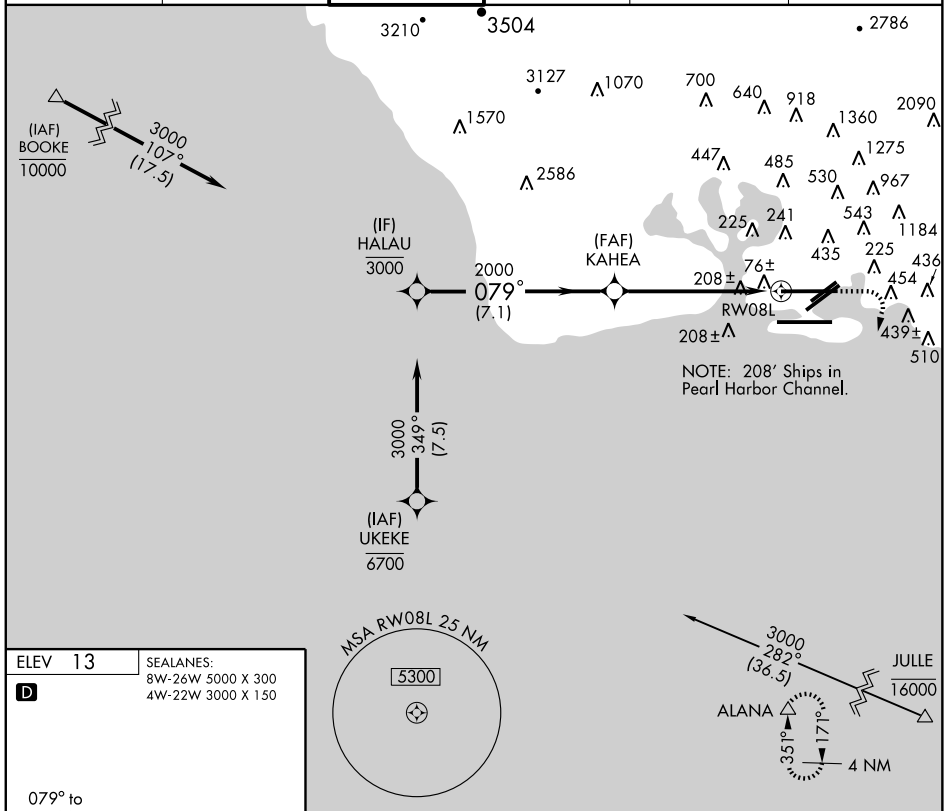 3210
3504
2786
3127
1070
700
640
918
2090
1570
1360
(IAF)
BOOKE
10000
3000
107°
(17.5)
447
485
1275
2586
530
967
(IF)
HALAU
3000
(FAF)
KAHEA
225
241
435
543
1184
225
436
2000
079°
(7.1)
208±
76±
454
RW08L
208±
439±
510
NOTE: 208' Ships in
Pearl Harbor Channel.
3000
349°
(7.5)
(IAF)
UKEKE
6700
MSA RW08L 25 NM
5300
3000
282°
(36.5)
JULLE
16000
ALANA
351°
171°
4 NM
ELEV 13
D
SEALANES:
8W-26W 5000 X 300
4W-22W 3000 X 150
079° to